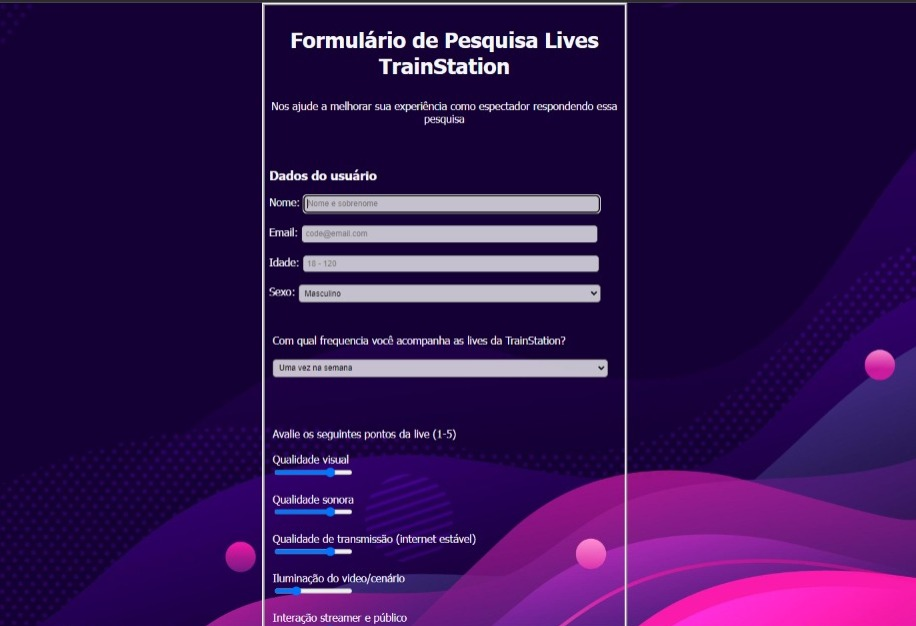 Formulário de Pesquisa Lives
TrainStation
Nos ajude a melhorar sua experiência como espectador respondendo essa
pesquisa
Dados do usuário
Nome: Nome e sobrenome
Email: code@email.com
Idade: 18 - 120
Sexo: Masculino
Com qual frequencia você acompanha as lives da TrainStation?
Uma vez na semana
Avalie os seguintes pontos da live (1-5)
Qualidade visual
Qualidade sonora
Qualidade de transmissão (internet estável)
Iluminação do video/cenário
Interação streamer e público